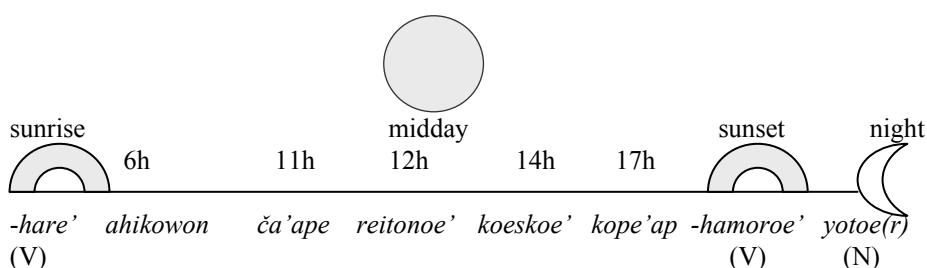 sunrise midday sunset night
6h 11h 12h 14h 17h
-hare’ ahikowon ča’ape reitonoe’ koeskoe’ kope’ap -hamoroe’ yotoe(r)
(V) (V) (N)